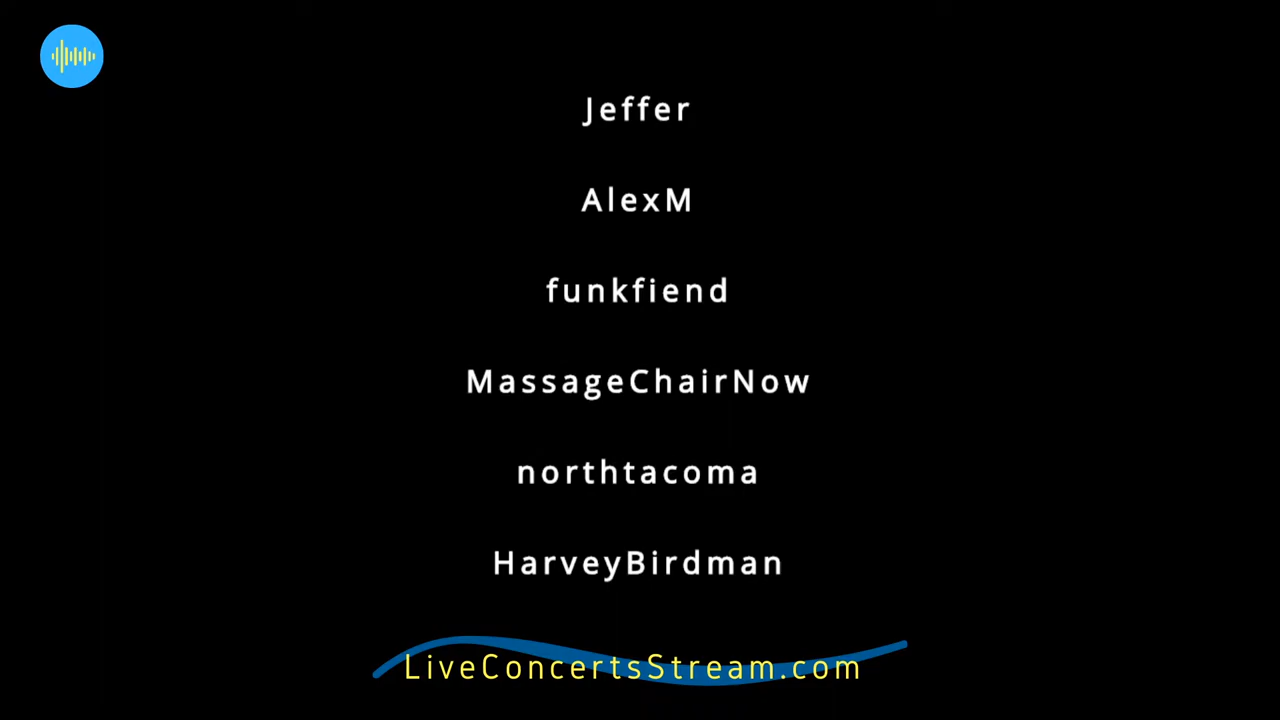 Jeffer
AlexM
funkfiend
MassageChairNow
northtacoma
HarveyBirdman
LiveConcertsStream.com